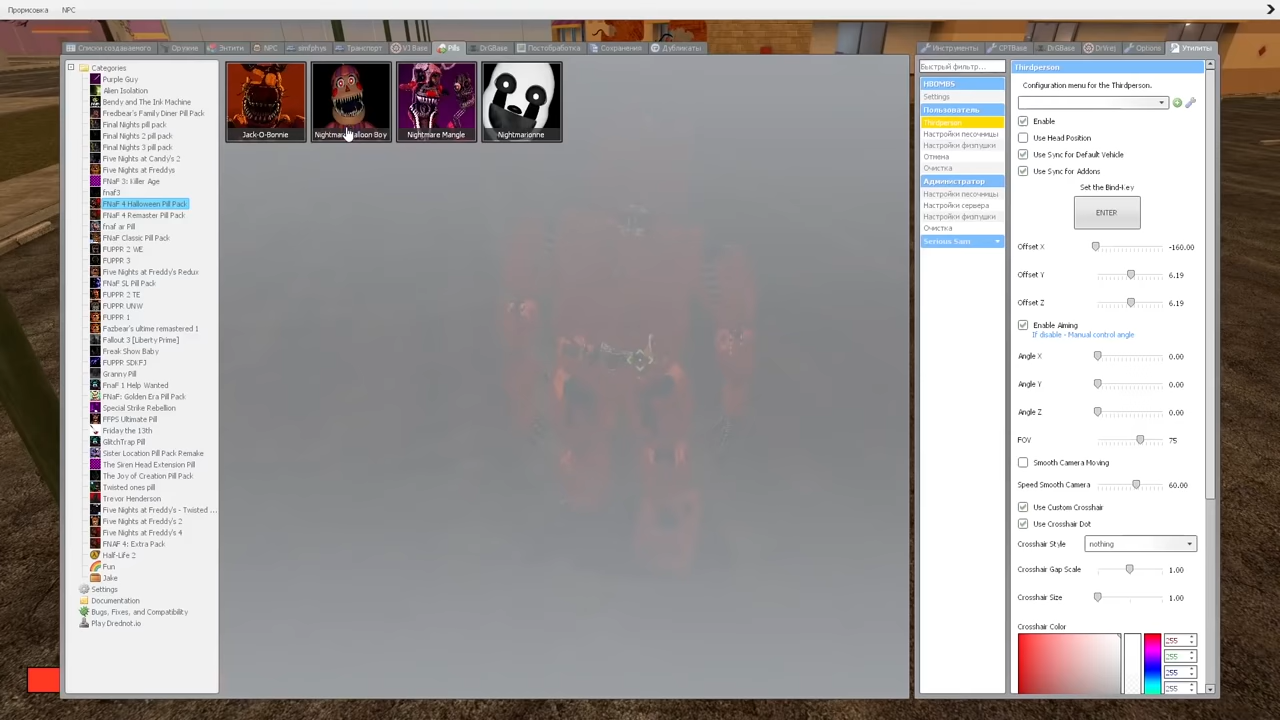 Прорисовка NPC
Списки создаваемого Оружие Энтити NPC simfphys Транспорт VJ Base Pills DrGBase Постобработка Сохранения Дубликаты
Categories
Purple Guy
Alien Isolation
Bendy and The Ink Machine
Fredbear's Family Diner Pill Pack
Final Nights pill pack
Final Nights 2 pill pack
Final Nights 3 pill pack
Five Nights at Candy's 2
Five Nights at Freddys
FNaF 3: Killer Age
fnaf3
FNaF 4 Halloween Pill Pack
FNaF 4 Remaster Pill Pack
fnaf ar Pill
FNaF Classic Pill Pack
FUPPR 2 WE
FUPPR 3
Five Nights at Freddy's Redux
FNaF SL Pill Pack
FUPPR 2 TE
FUPPR UNW
FUPPR 1
Fazbear's ultime remastered 1
Fallout 3 [Liberty Prime]
Freak Show Baby
FUPPR SD&FJ
Granny Pill
FnaF 1 Help Wanted
FNaF: Golden Era Pill Pack
Special Strike Rebellion
FFPS Ultimate Pill
Friday the 13th
GlitchTrap Pill
Sister Location Pill Pack Remake
The Siren Head Extension Pill
The Joy of Creation Pill Pack
Twisted ones pill
Trevor Henderson
Five Nights at Freddy's - Twisted ...
Five Nights at Freddy's 2
Five Nights at Freddy's 4
FNAF 4: Extra Pack
Half-Life 2
Fun
Jake
Settings
Documentation
Bugs, Fixes, and Compatibility
Play Drednot.io
Jack-O-Bonnie
Nightmare Balloon Boy
Nightmare Mangle
Nightmarionne
Инструменты CPTBase DrGBase DrVrej Options Утилиты
Быстрый фильтр...
HBOMBS
Settings
Пользователь
Thirdperson
Настройки песочницы
Настройки физпушки
Отмена
Очистка
Администратор
Настройки песочницы
Настройки сервера
Настройки физпушки
Очистка
Serious Sam
Thirdperson
Configuration menu for the Thirdperson.
Enable
Use Head Position
Use Sync for Default Vehicle
Use Sync for Addons
Set the Bind-Key
ENTER
Offset X -160.00
Offset Y 6.19
Offset Z 6.19
Enable Aiming
If disable - Manual control angle
Angle X 0.00
Angle Y 0.00
Angle Z 0.00
FOV 75
Smooth Camera Moving
Speed Smooth Camera 60.00
Use Custom Crosshair
Use Crosshair Dot
Crosshair Style nothing
Crosshair Gap Scale 1.00
Crosshair Size 1.00
Crosshair Color
255
255
255
255